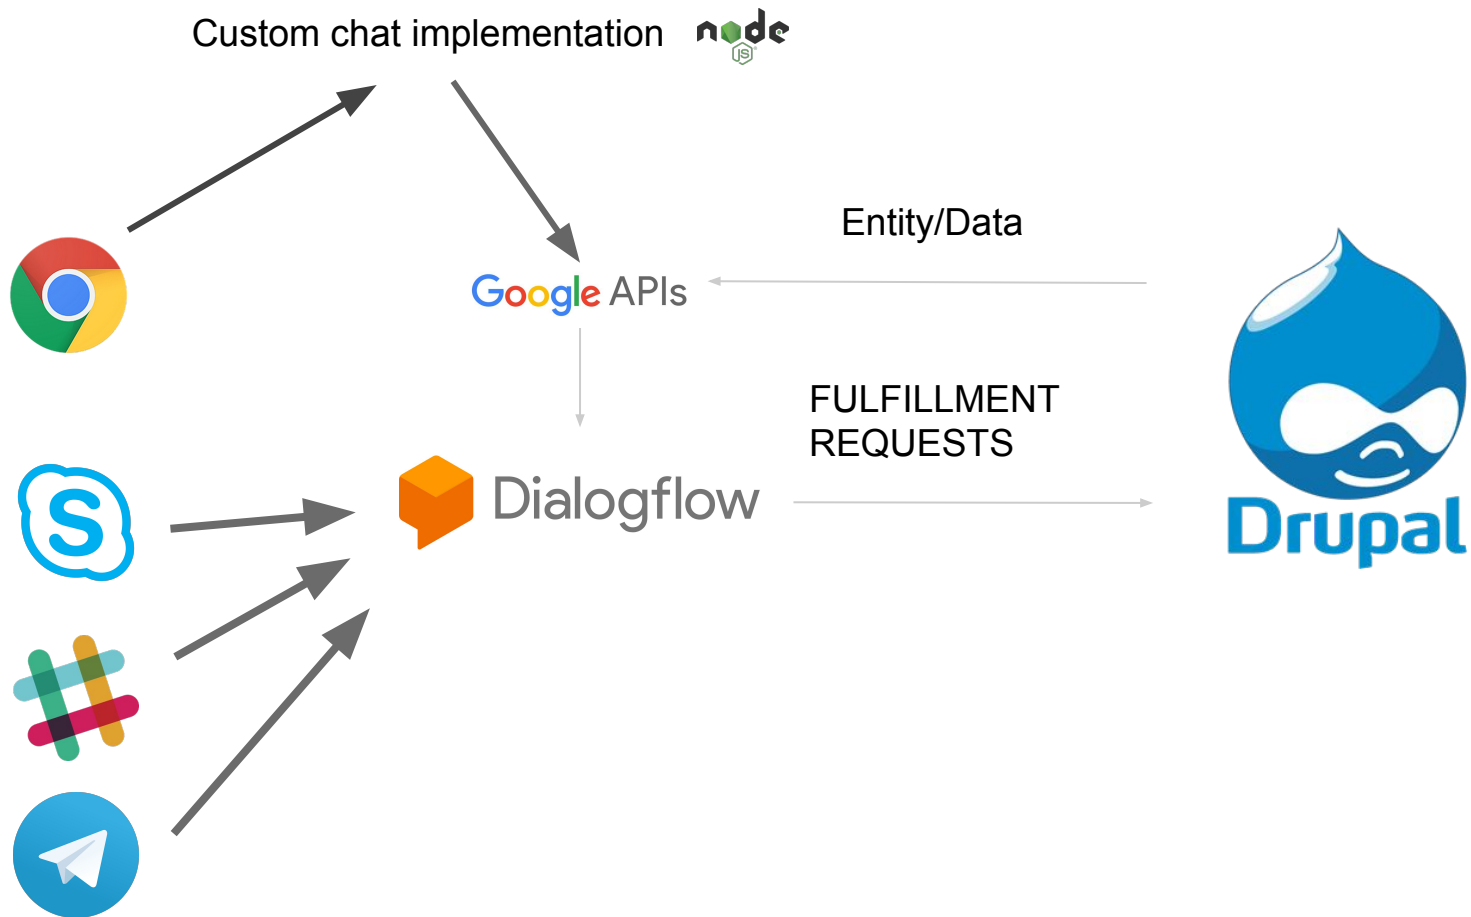 Custom chat implementation
node
JS
Entity/Data
Google APIs
FULFILLMENT
REQUESTS
S
Dialogflow
Drupal